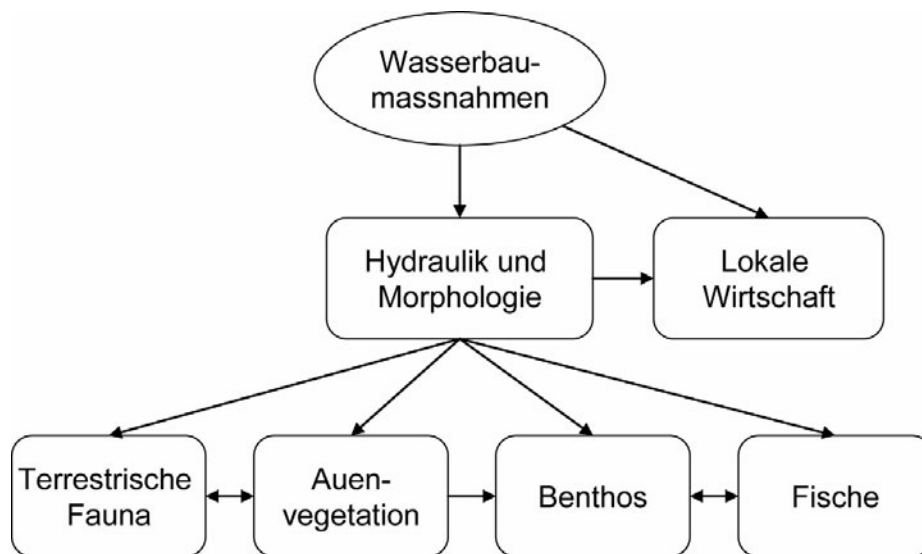 Wasserbau-
massnahmen
Hydraulik und
Morphologie
Lokale
Wirtschaft
Terrestrische
Fauna
Auen-
vegetation
Benthos
Fische